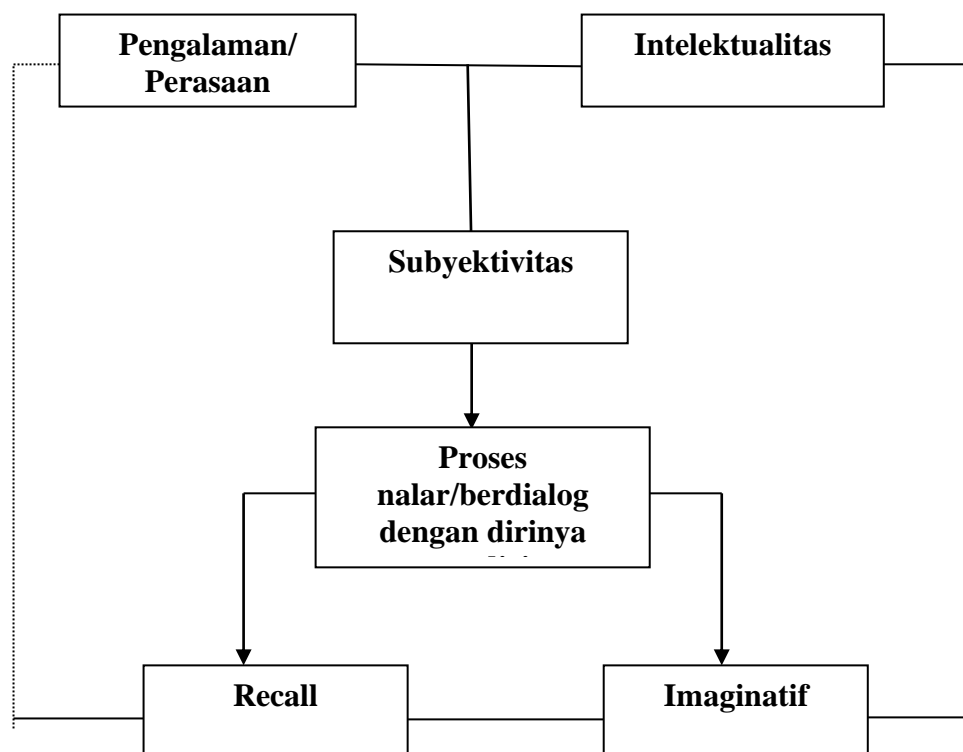 Pengalaman/
Perasaan
Intelektualitas
Subyektivitas
Proses
nalar/berdialog
dengan dirinya
Recall
Imaginatif